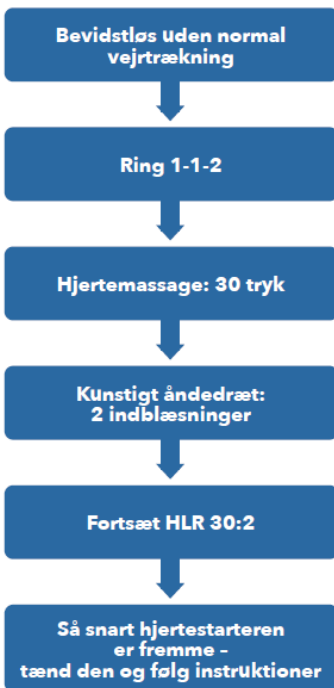 Bevidstløs uden normal
vejrtrækning
Ring 1-1-2
Hjertemassage: 30 tryk
Kunstigt åndedræt:
2 indblæsninger
Fortsæt HLR 30:2
Så snart hjertestarteren
er fremme –
tænd den og følg instruktioner